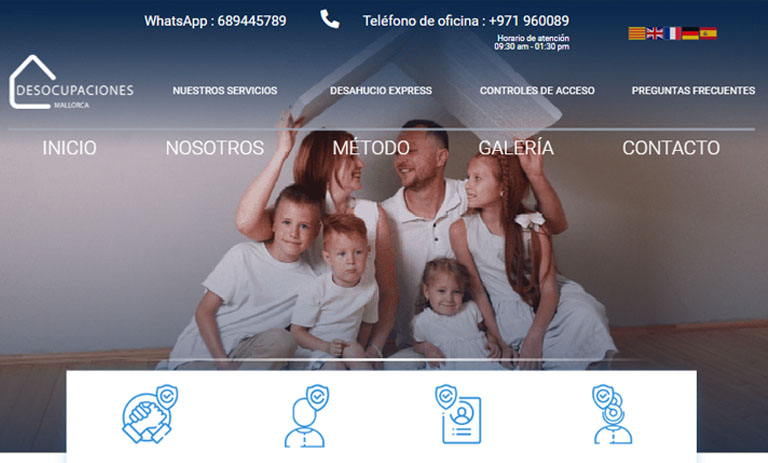 WhatsApp : 689445789
Teléfono de oficina : +971 960089
Horario de atención
09:30 am - 01:30 pm
DESOCUPACIONES
MALLORCA
NUESTROS SERVICIOS
DESAHUCIO EXPRESS
CONTROLES DE ACCESO
PREGUNTAS FRECUENTES
INICIO
NOSOTROS
MÉTODO
GALERÍA
CONTACTO